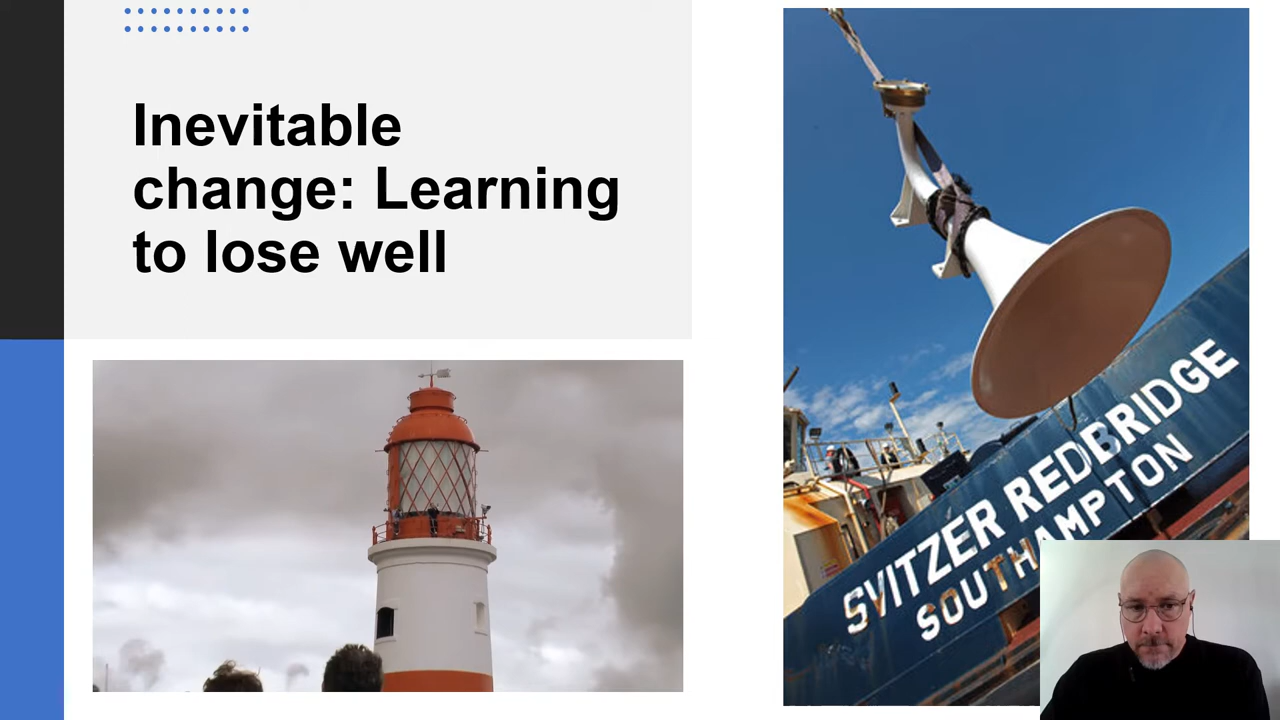 Inevitable
change: Learning
to lose well
SVITZER REDBRIDGE
SOUTHAMPTON